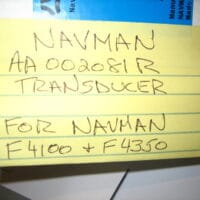 NAVMAN
AA002081R
TRANSDUCER
FOR NAVMAN
F4100 + F4350